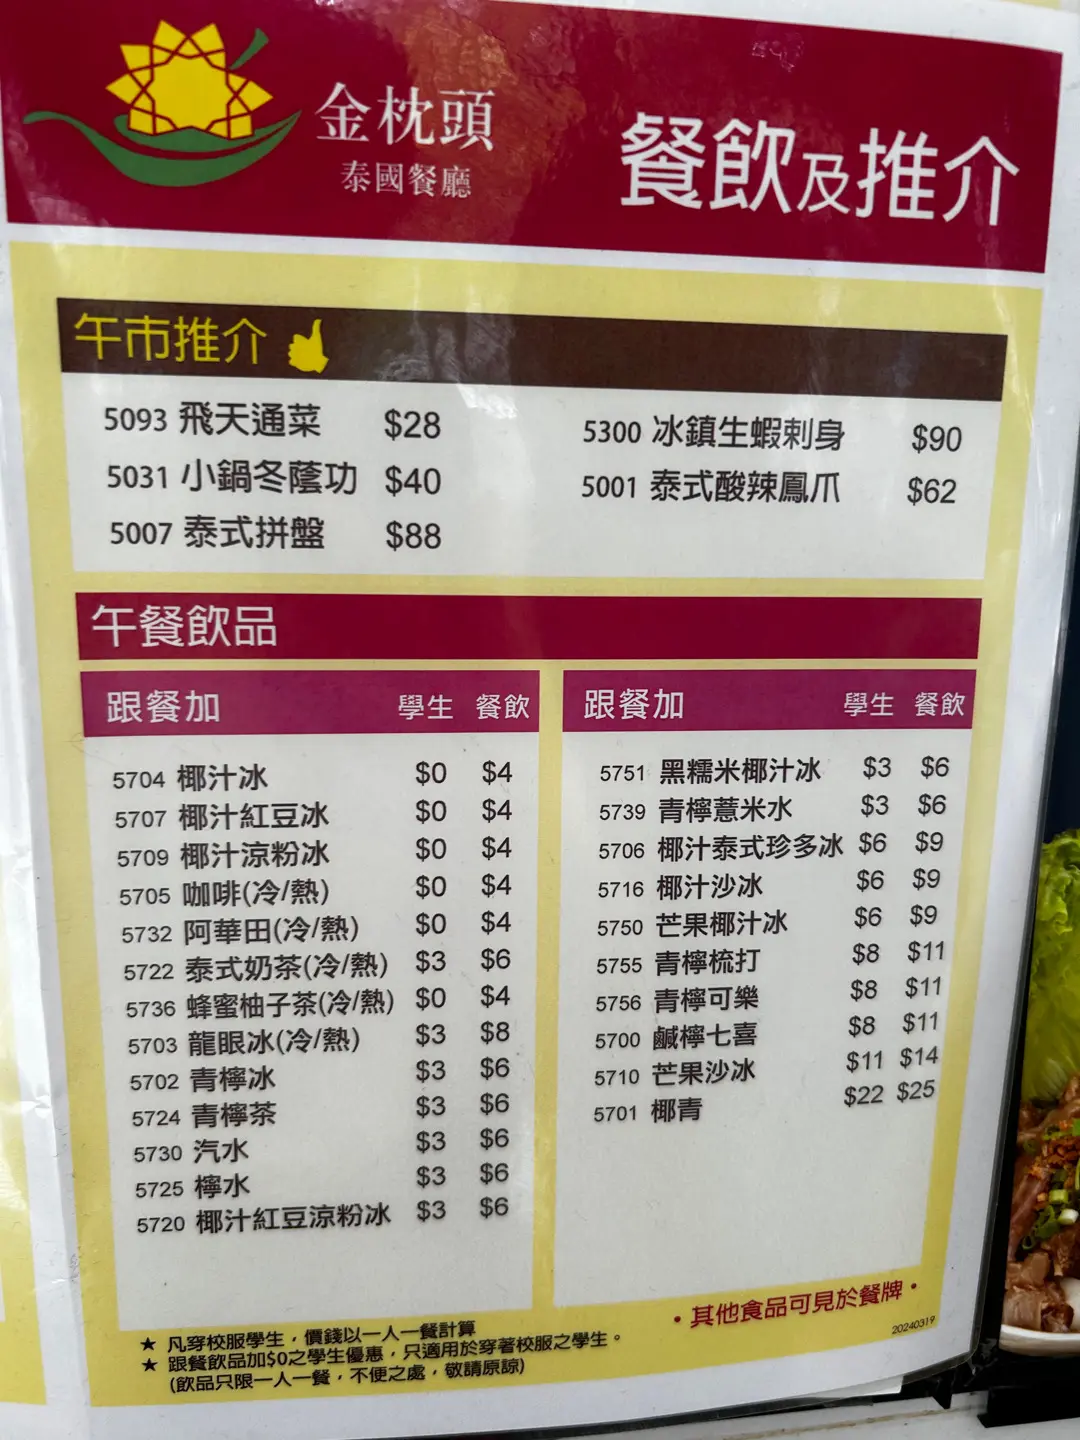 金枕頭
泰國餐廳
餐飲及推介
午市推介
5093 飛天通菜 $28
5031 小鍋冬蔭功 $40
5007 泰式拼盤 $88
5300 冰鎮生蝦刺身 $90
5001 泰式酸辣鳳爪 $62
午餐飲品
跟餐加 學生 餐飲
5704 椰汁冰 $0 $4
5707 椰汁紅豆冰 $0 $4
5709 椰汁涼粉冰 $0 $4
5705 咖啡(冷/熱) $0 $4
5732 阿華田(冷/熱) $0 $4
5722 泰式奶茶(冷/熱) $3 $6
5736 蜂蜜柚子茶(冷/熱) $0 $4
5703 龍眼冰(冷/熱) $3 $8
5702 青檸冰 $3 $6
5724 青檸茶 $3 $6
5730 汽水 $3 $6
5725 檸水 $3 $6
5720 椰汁紅豆涼粉冰 $3 $6
跟餐加 學生 餐飲
5751 黑糯米椰汁冰 $3 $6
5739 青檸薏米水 $3 $6
5706 椰汁泰式珍多冰 $6 $9
5716 椰汁沙冰 $6 $9
5750 芒果椰汁冰 $6 $9
5755 青檸梳打 $8 $11
5756 青檸可樂 $8 $11
5700 鹹檸七喜 $8 $11
5710 芒果沙冰 $11 $14
5701 椰青 $22 $25
・其他食品可見於餐牌・
20240319
★ 凡穿校服學生，價錢以一人一餐計算
★ 跟餐飲品加$0之學生優惠，只適用於穿著校服之學生。
(飲品只限一人一餐，不便之處，敬請原諒)